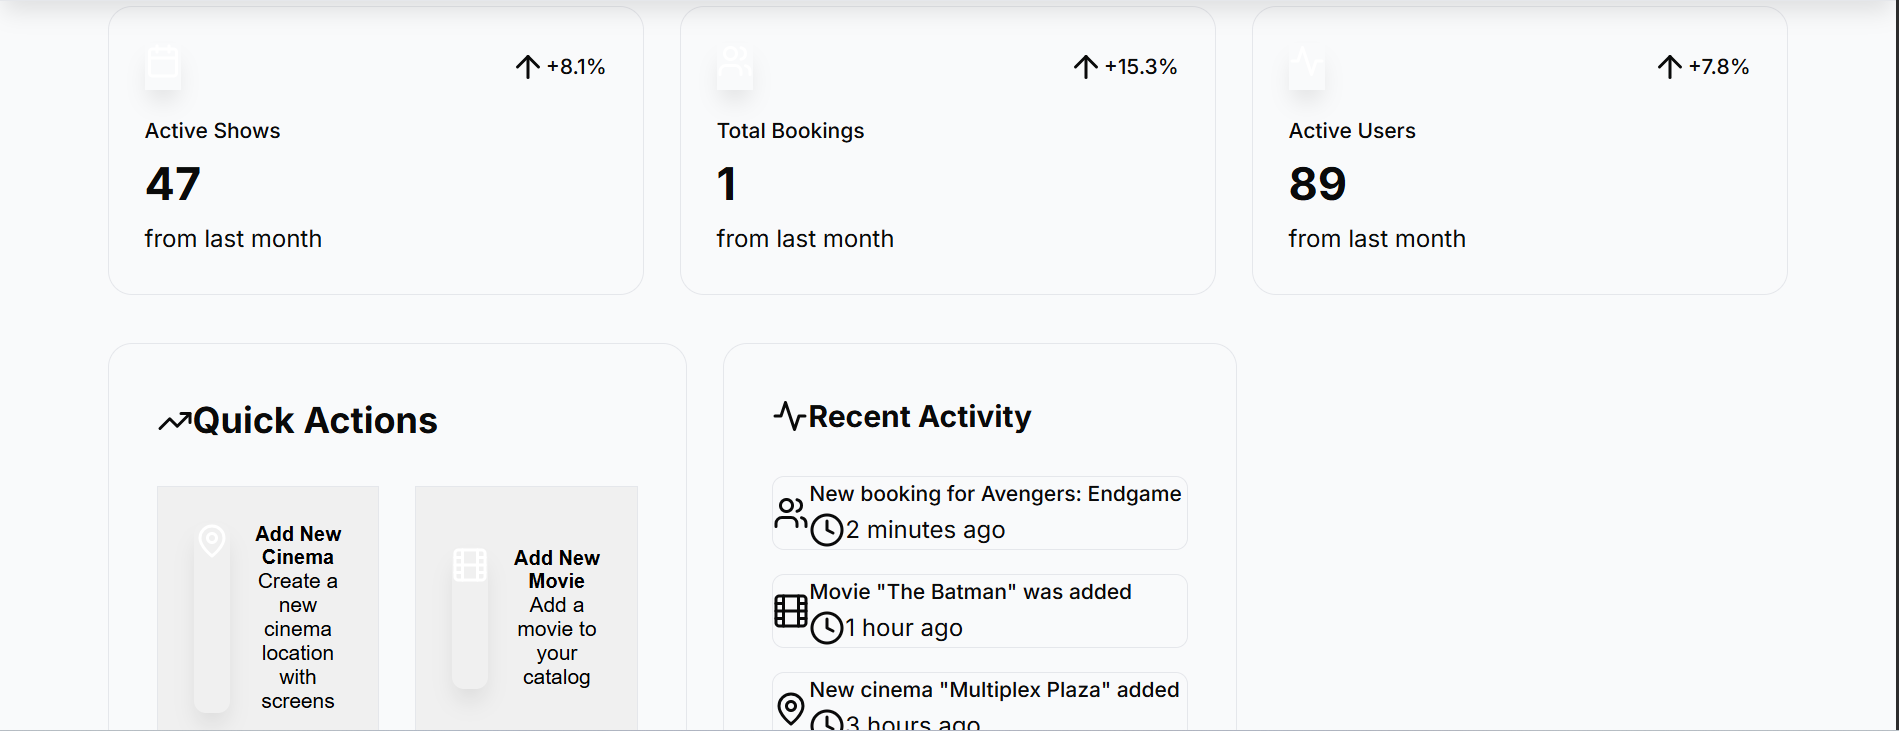 +8.1%
Active Shows
47
from last month
+15.3%
Total Bookings
1
from last month
+7.8%
Active Users
89
from last month
Quick Actions
Add New
Cinema
Create a
new
cinema
location
with
screens
Add New
Movie
Add a
movie to
your
catalog
Recent Activity
New booking for Avengers: Endgame
2 minutes ago
Movie "The Batman" was added
1 hour ago
New cinema "Multiplex Plaza" added
3 hours ago